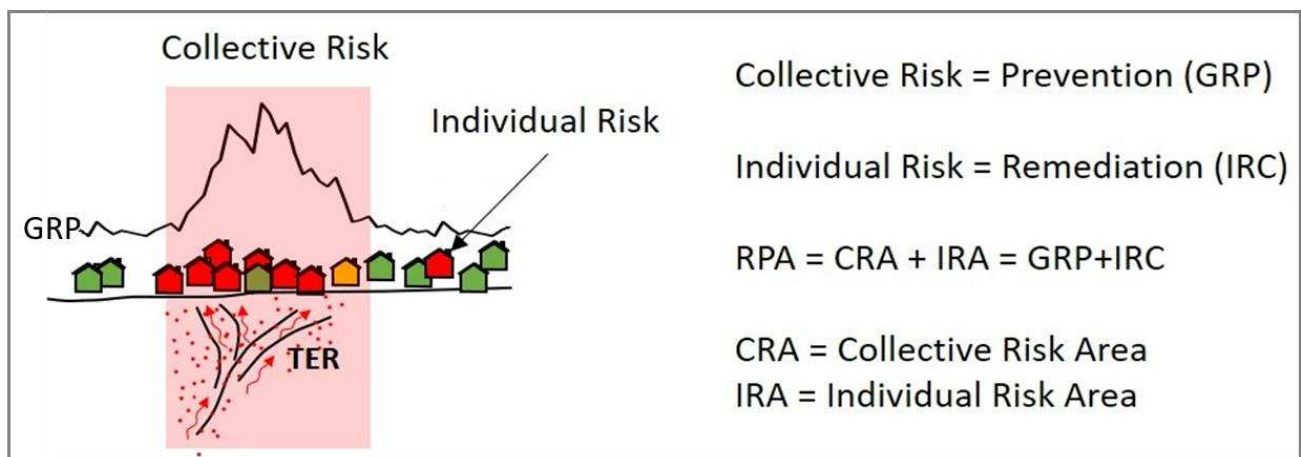 Collective Risk
Individual Risk
GRP
TER
Collective Risk = Prevention (GRP)
Individual Risk = Remediation (IRC)
RPA = CRA + IRA = GRP+IRC
CRA = Collective Risk Area
IRA = Individual Risk Area